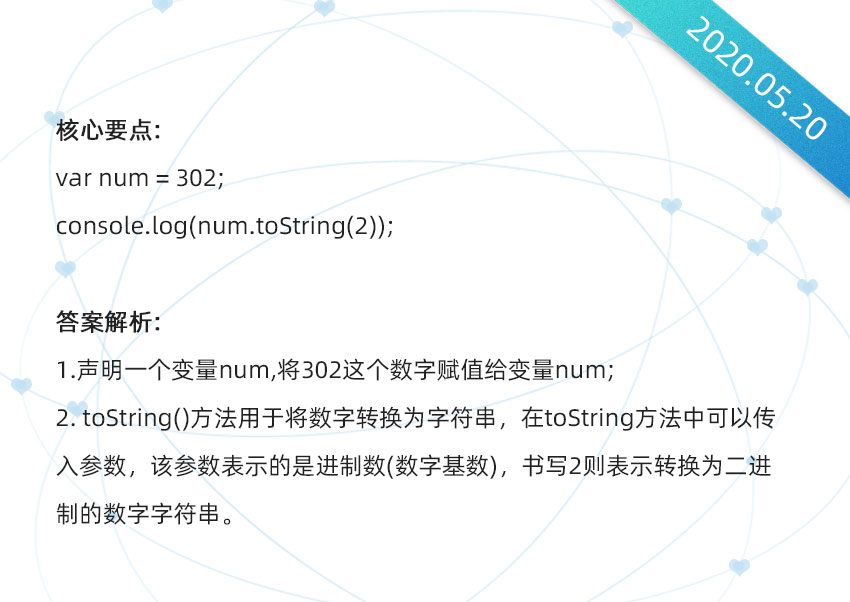 2020.05.20
核心要点:
var num = 302;
console.log(num.toString(2));
答案解析:
1.声明一个变量num,将302这个数字赋值给变量num;
2. toString()方法用于将数字转换为字符串，在toString方法中可以传
入参数，该参数表示的是进制数(数字基数)，书写2则表示转换为二进
制的数字字符串。